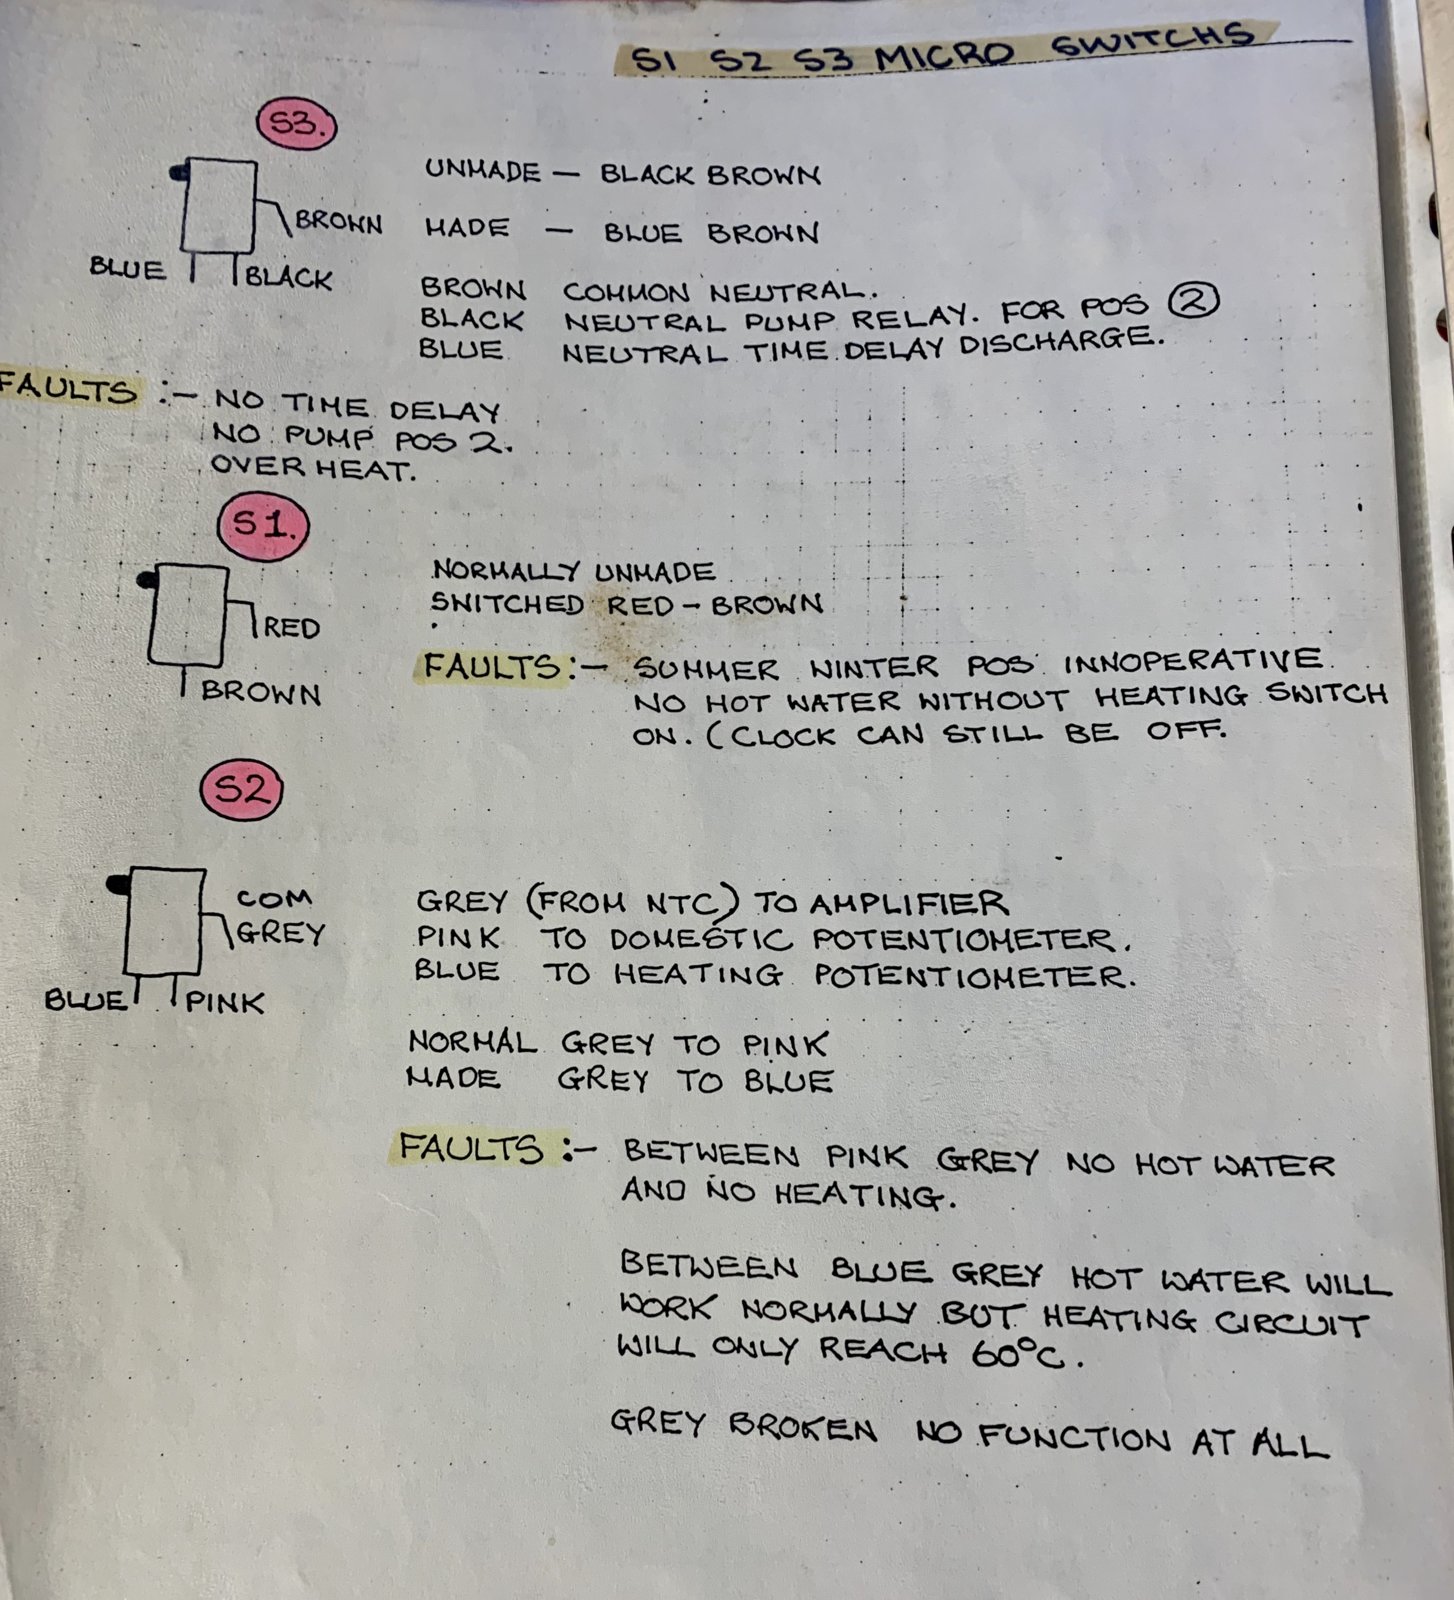 S1 S2 S3 MICRO SWITCHS
S3.
UNMADE – BLACK BROWN
BROWN
MADE – BLUE BROWN
BLUE
BLACK
BROWN COMMON NEUTRAL.
BLACK NEUTRAL PUMP RELAY. FOR POS 2
BLUE NEUTRAL TIME DELAY DISCHARGE.
FAULTS :– NO TIME DELAY
NO PUMP POS 2.
OVER HEAT.
S1.
NORMALLY UNMADE
SWITCHED RED – BROWN
RED
BROWN
FAULTS :– SUMMER WINTER POS INNOPERATIVE.
NO HOT WATER WITHOUT HEATING SWITCH
ON. (CLOCK CAN STILL BE OFF.
S2
COM
GREY
BLUE
PINK
GREY (FROM NTC) TO AMPLIFIER
PINK TO DOMESTIC POTENTIOMETER.
BLUE TO HEATING POTENTIOMETER.
NORMAL GREY TO PINK
MADE GREY TO BLUE
FAULTS :– BETWEEN PINK GREY NO HOT WATER
AND NO HEATING.
BETWEEN BLUE GREY HOT WATER WILL
WORK NORMALLY BUT HEATING CIRCUIT
WILL ONLY REACH 60°C.
GREY BROKEN NO FUNCTION AT ALL